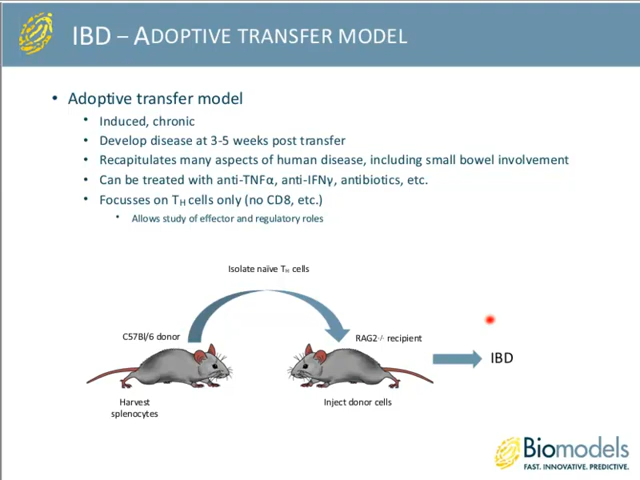 IBD – ADOPTIVE TRANSFER MODEL
• Adoptive transfer model
• Induced, chronic
• Develop disease at 3-5 weeks post transfer
• Recapitulates many aspects of human disease, including small bowel involvement
• Can be treated with anti-TNFα, anti-IFNγ, antibiotics, etc.
• Focusses on TH cells only (no CD8, etc.)
• Allows study of effector and regulatory roles
Isolate naïve TH cells
C57Bl/6 donor
RAG2-/- recipient
IBD
Harvest
splenocytes
Inject donor cells
Biomodels
FAST. INNOVATIVE. PREDICTIVE.